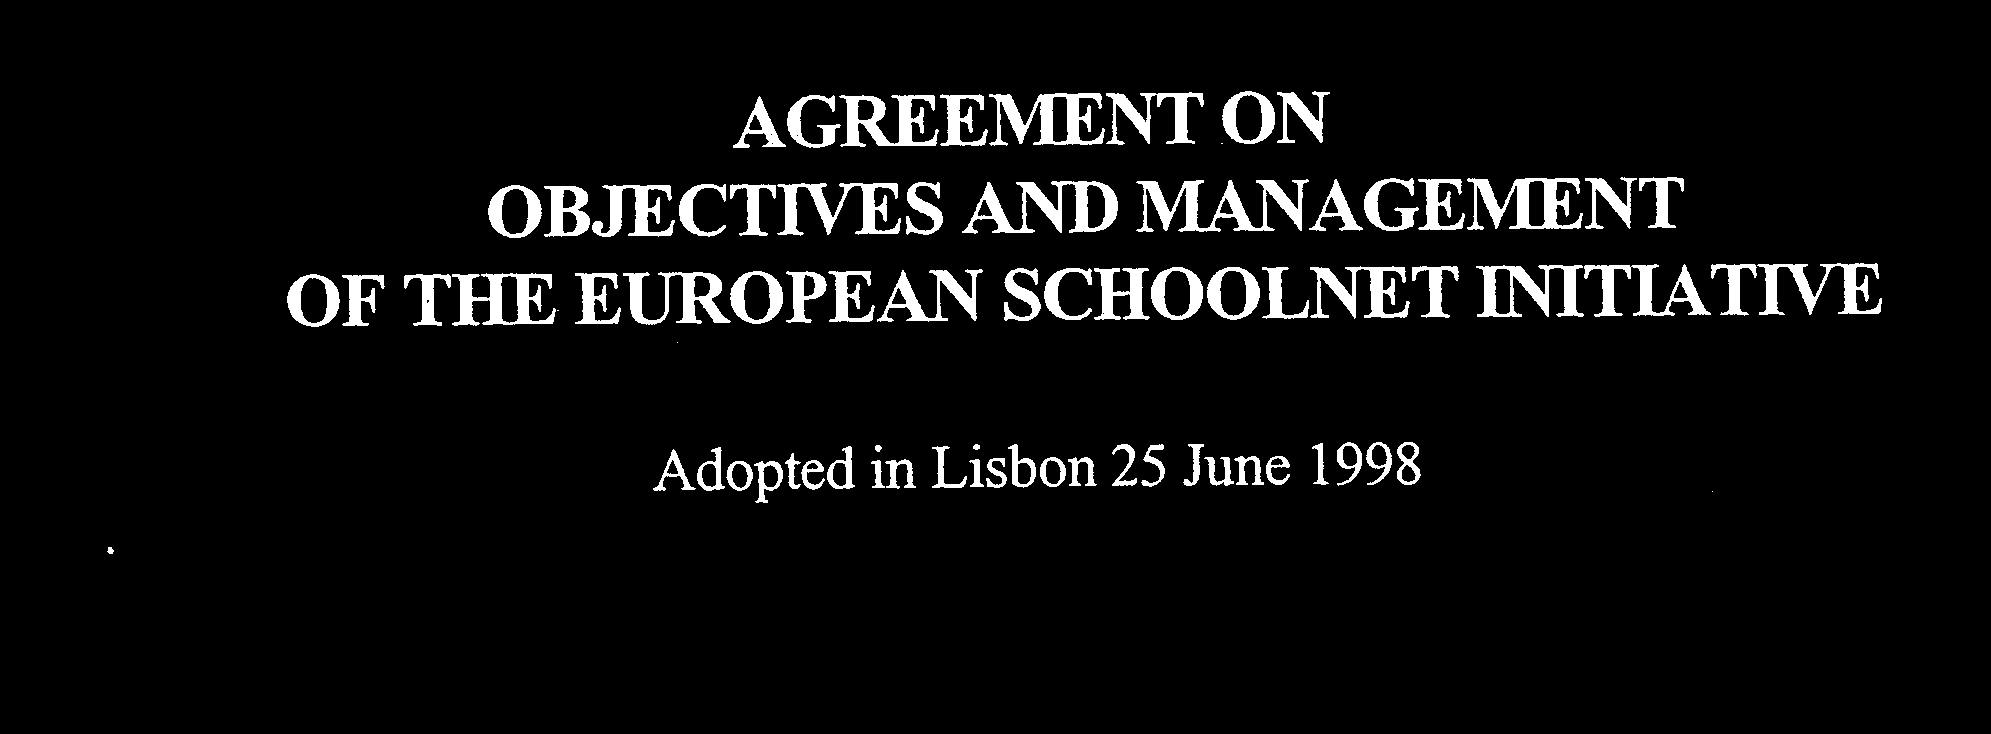 AGREEMENT ON
OBJECTIVES AND MANAGEMENT
OF THE EUROPEAN SCHOOLNET INITIATIVE
Adopted in Lisbon 25 June 1998